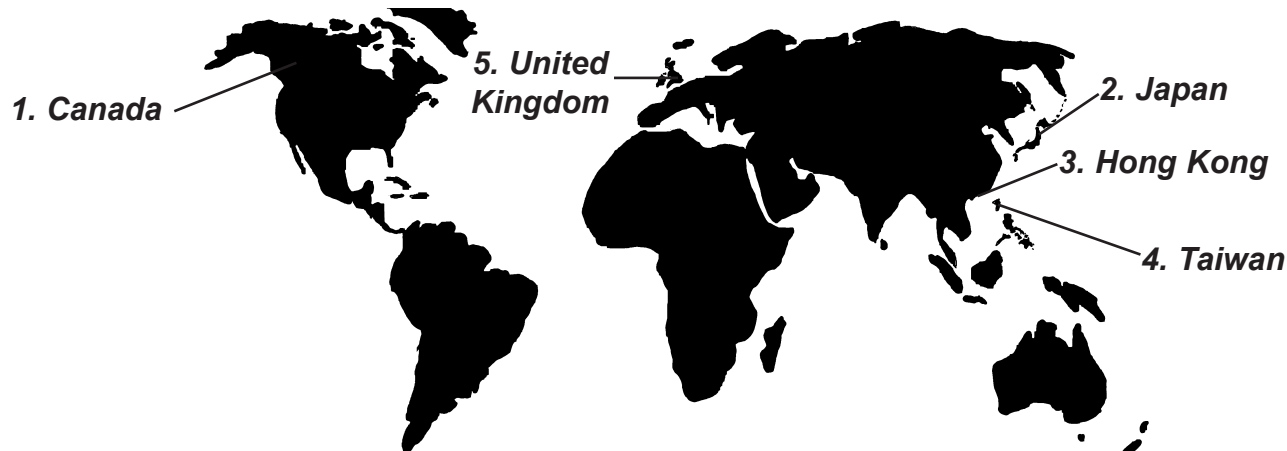 1. Canada
5. United
Kingdom
2. Japan
3. Hong Kong
4. Taiwan